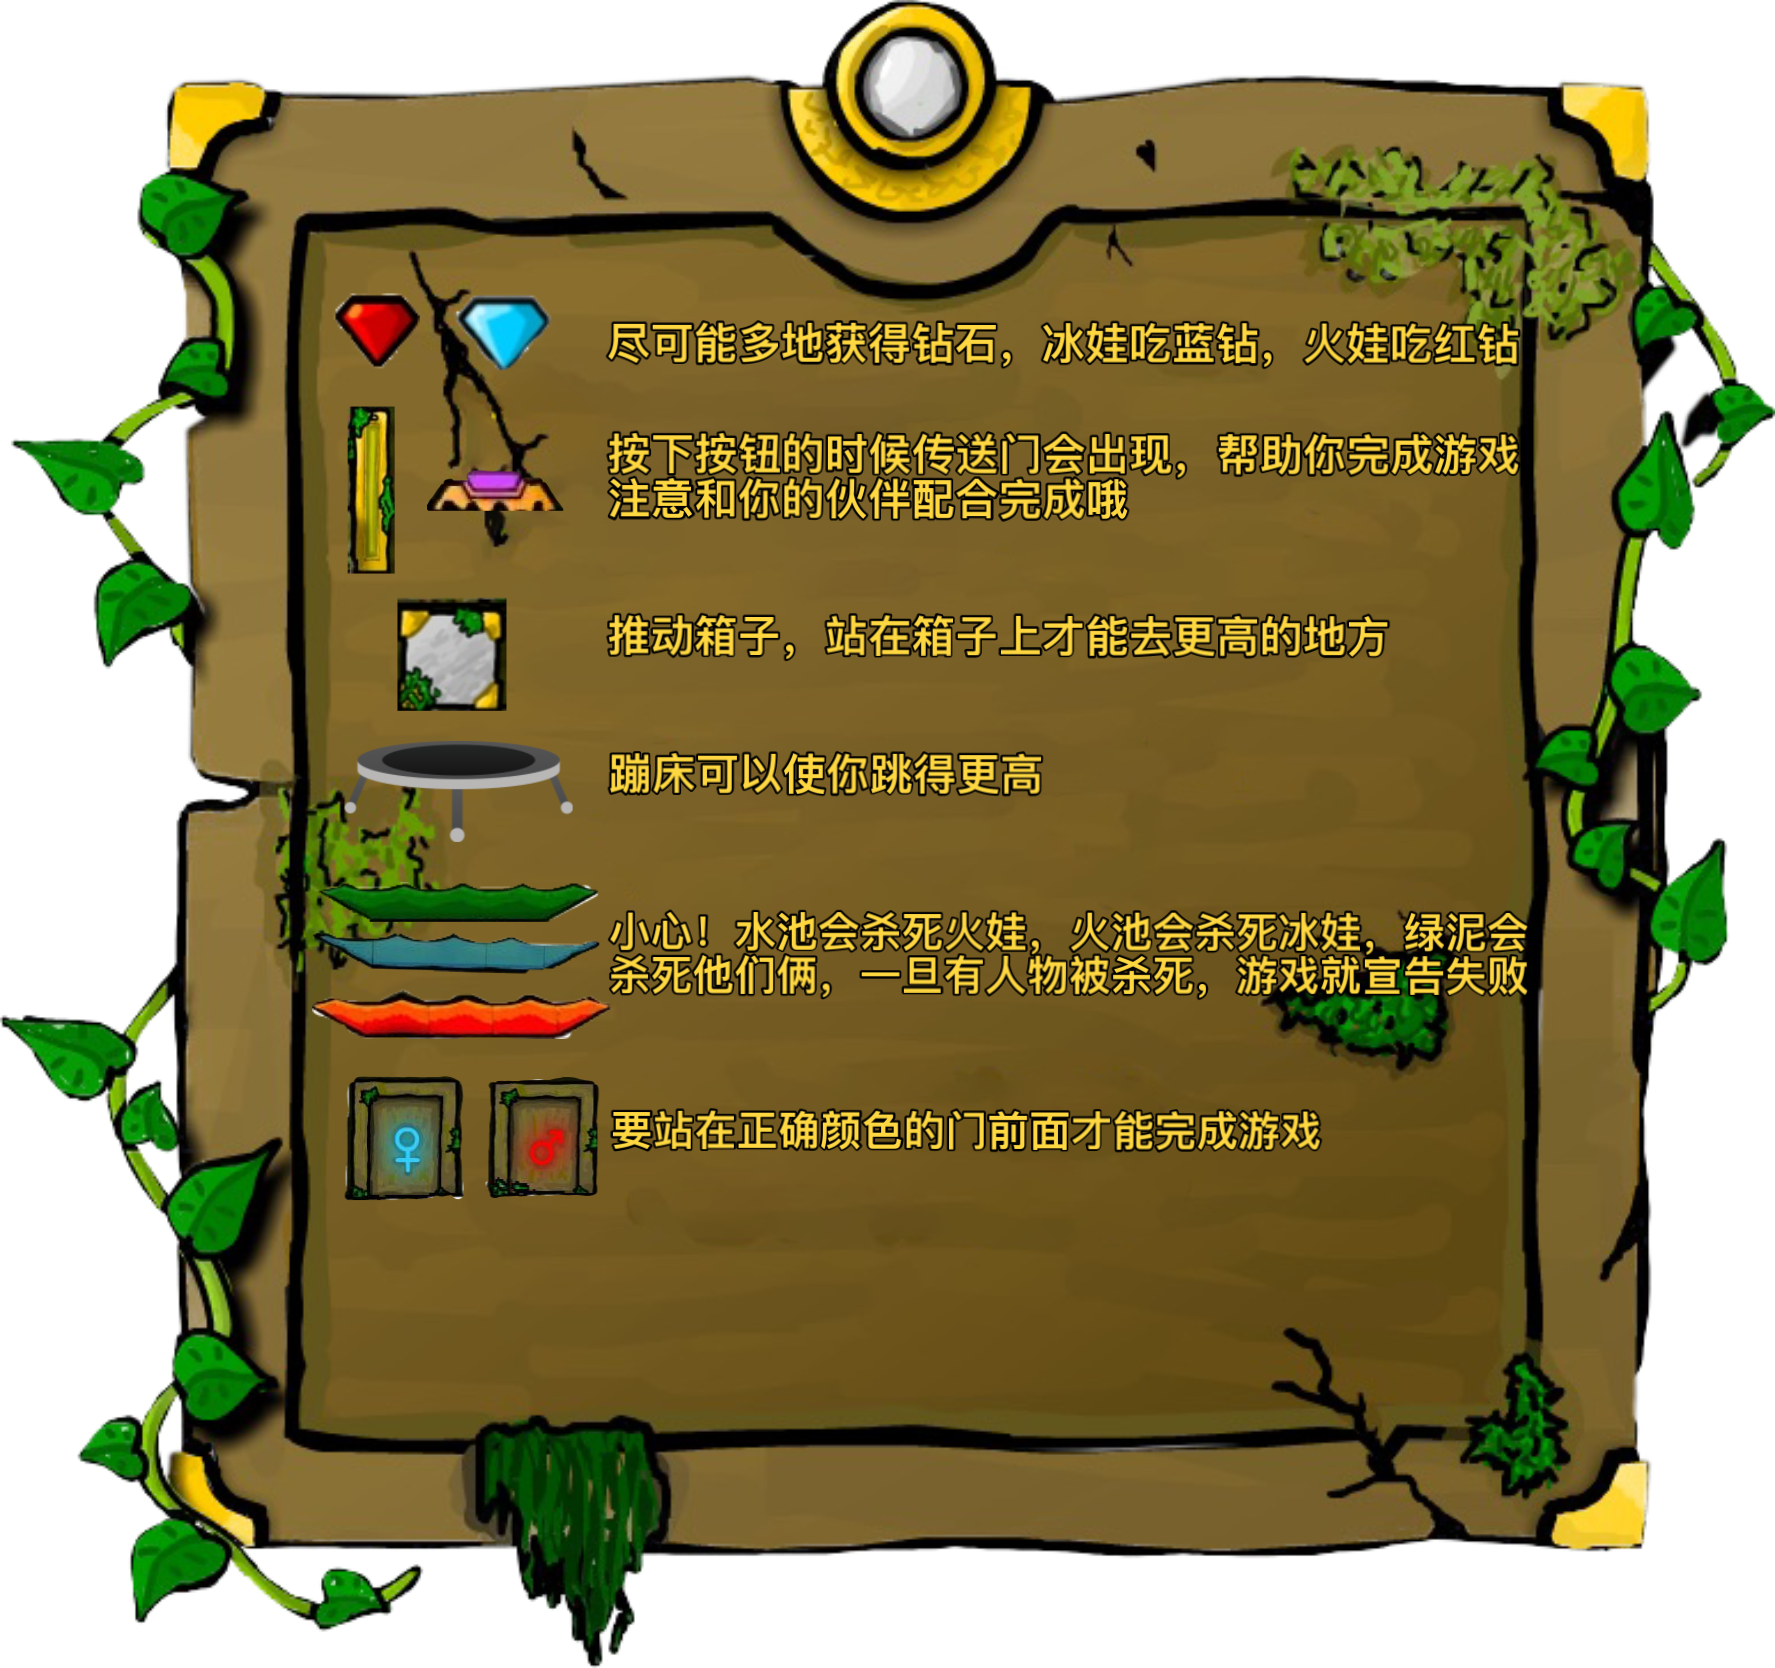 尽可能多地获得钻石，冰娃吃蓝钻，火娃吃红钻
按下按钮的时候传送门会出现，帮助你完成游戏
注意和你的伙伴配合完成哦
推动箱子，站在箱子上才能去更高的地方
蹦床可以使你跳得更高
小心！水池会杀死火娃，火池会杀死冰娃，绿泥会
杀死他们俩，一旦有人物被杀死，游戏就宣告失败
要站在正确颜色的门前面才能完成游戏